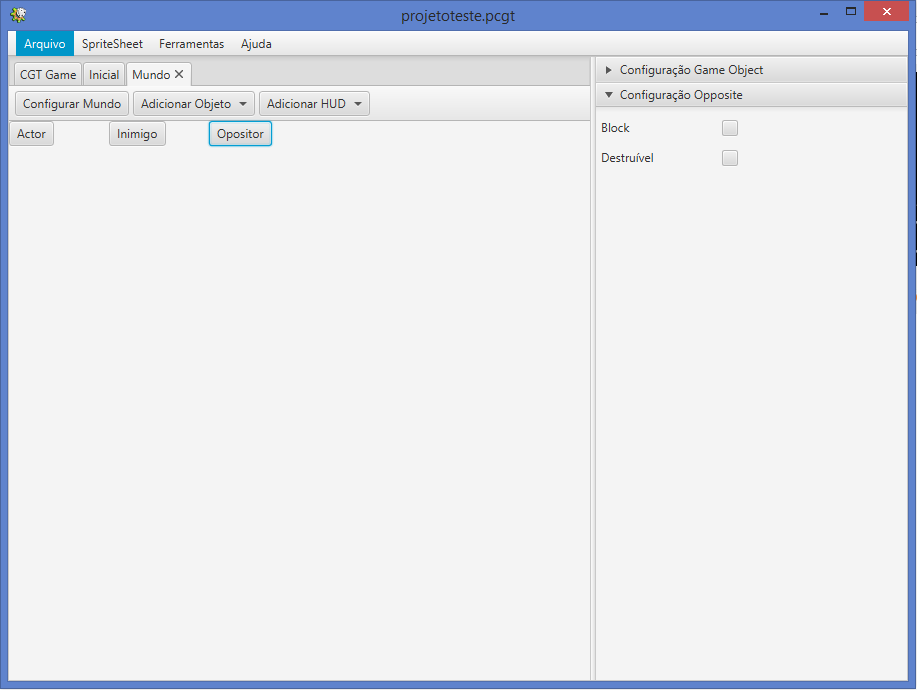 projetoteste.pcgt
Arquivo SpriteSheet Ferramentas Ajuda
CGT Game Inicial Mundo
Configurar Mundo Adicionar Objeto Adicionar HUD
Actor Inimigo Opositor
Configuração Game Object
Configuração Opposite
Block
Destruível